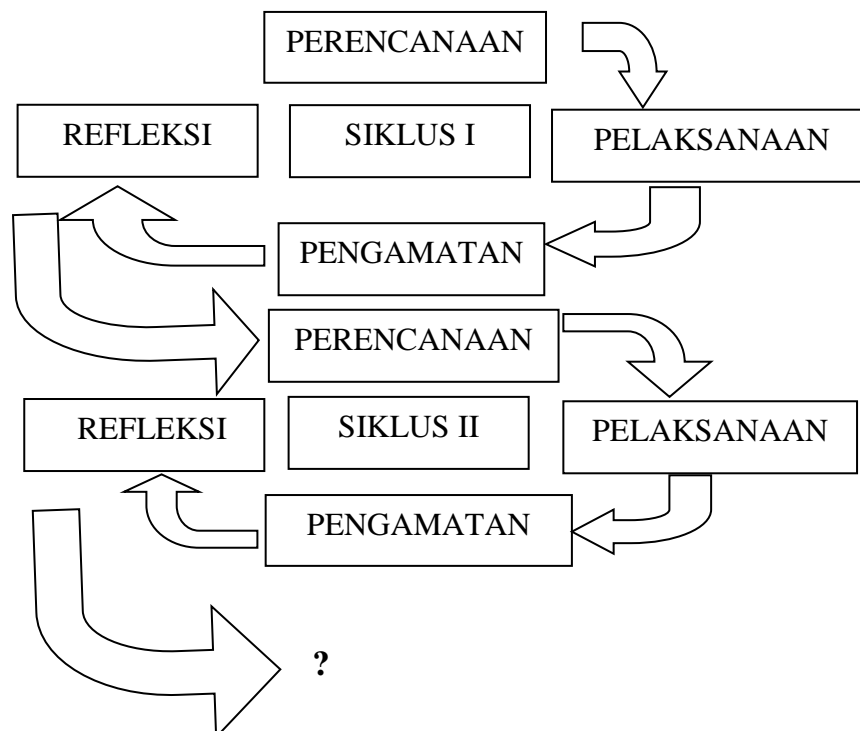 PERENCANAAN
REFLEKSI
SIKLUS I
PELAKSANAAN
PENGAMATAN
PERENCANAAN
REFLEKSI
SIKLUS II
PELAKSANAAN
PENGAMATAN
?